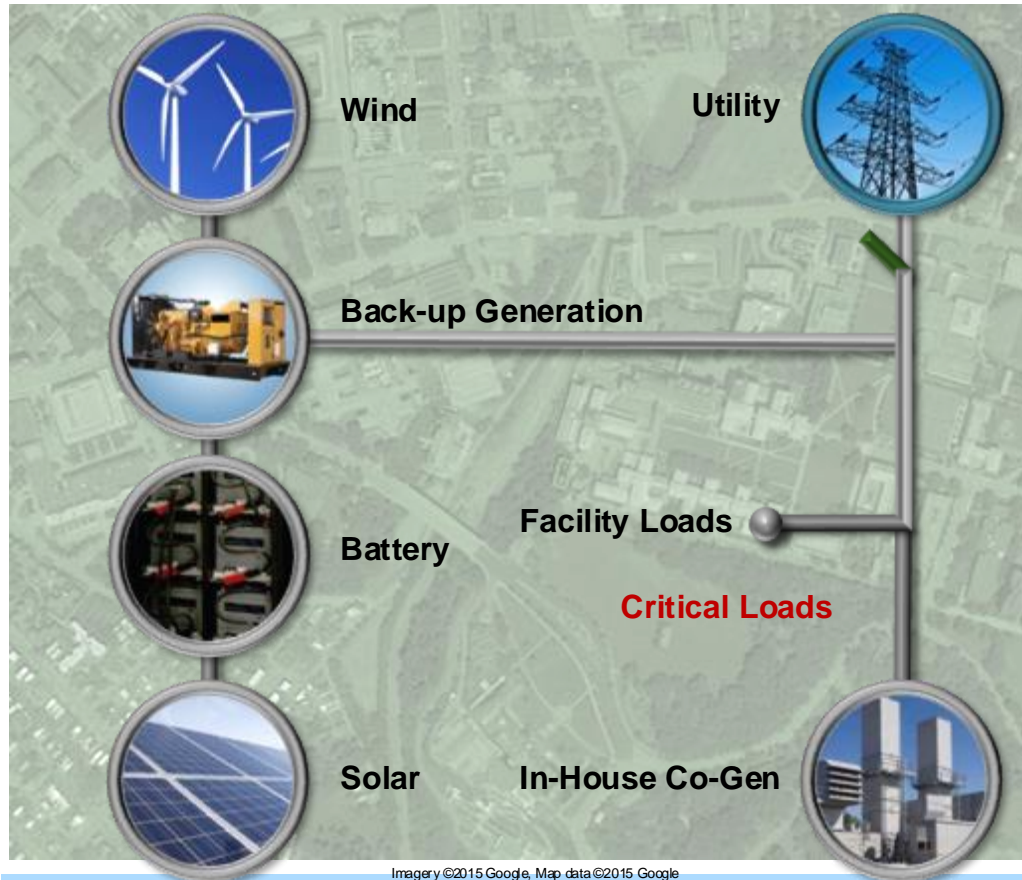 Wind
Utility
Back-up Generation
Facility Loads
Battery
Critical Loads
Solar
In-House Co-Gen
Imagery ©2015 Google, Map data ©2015 Google